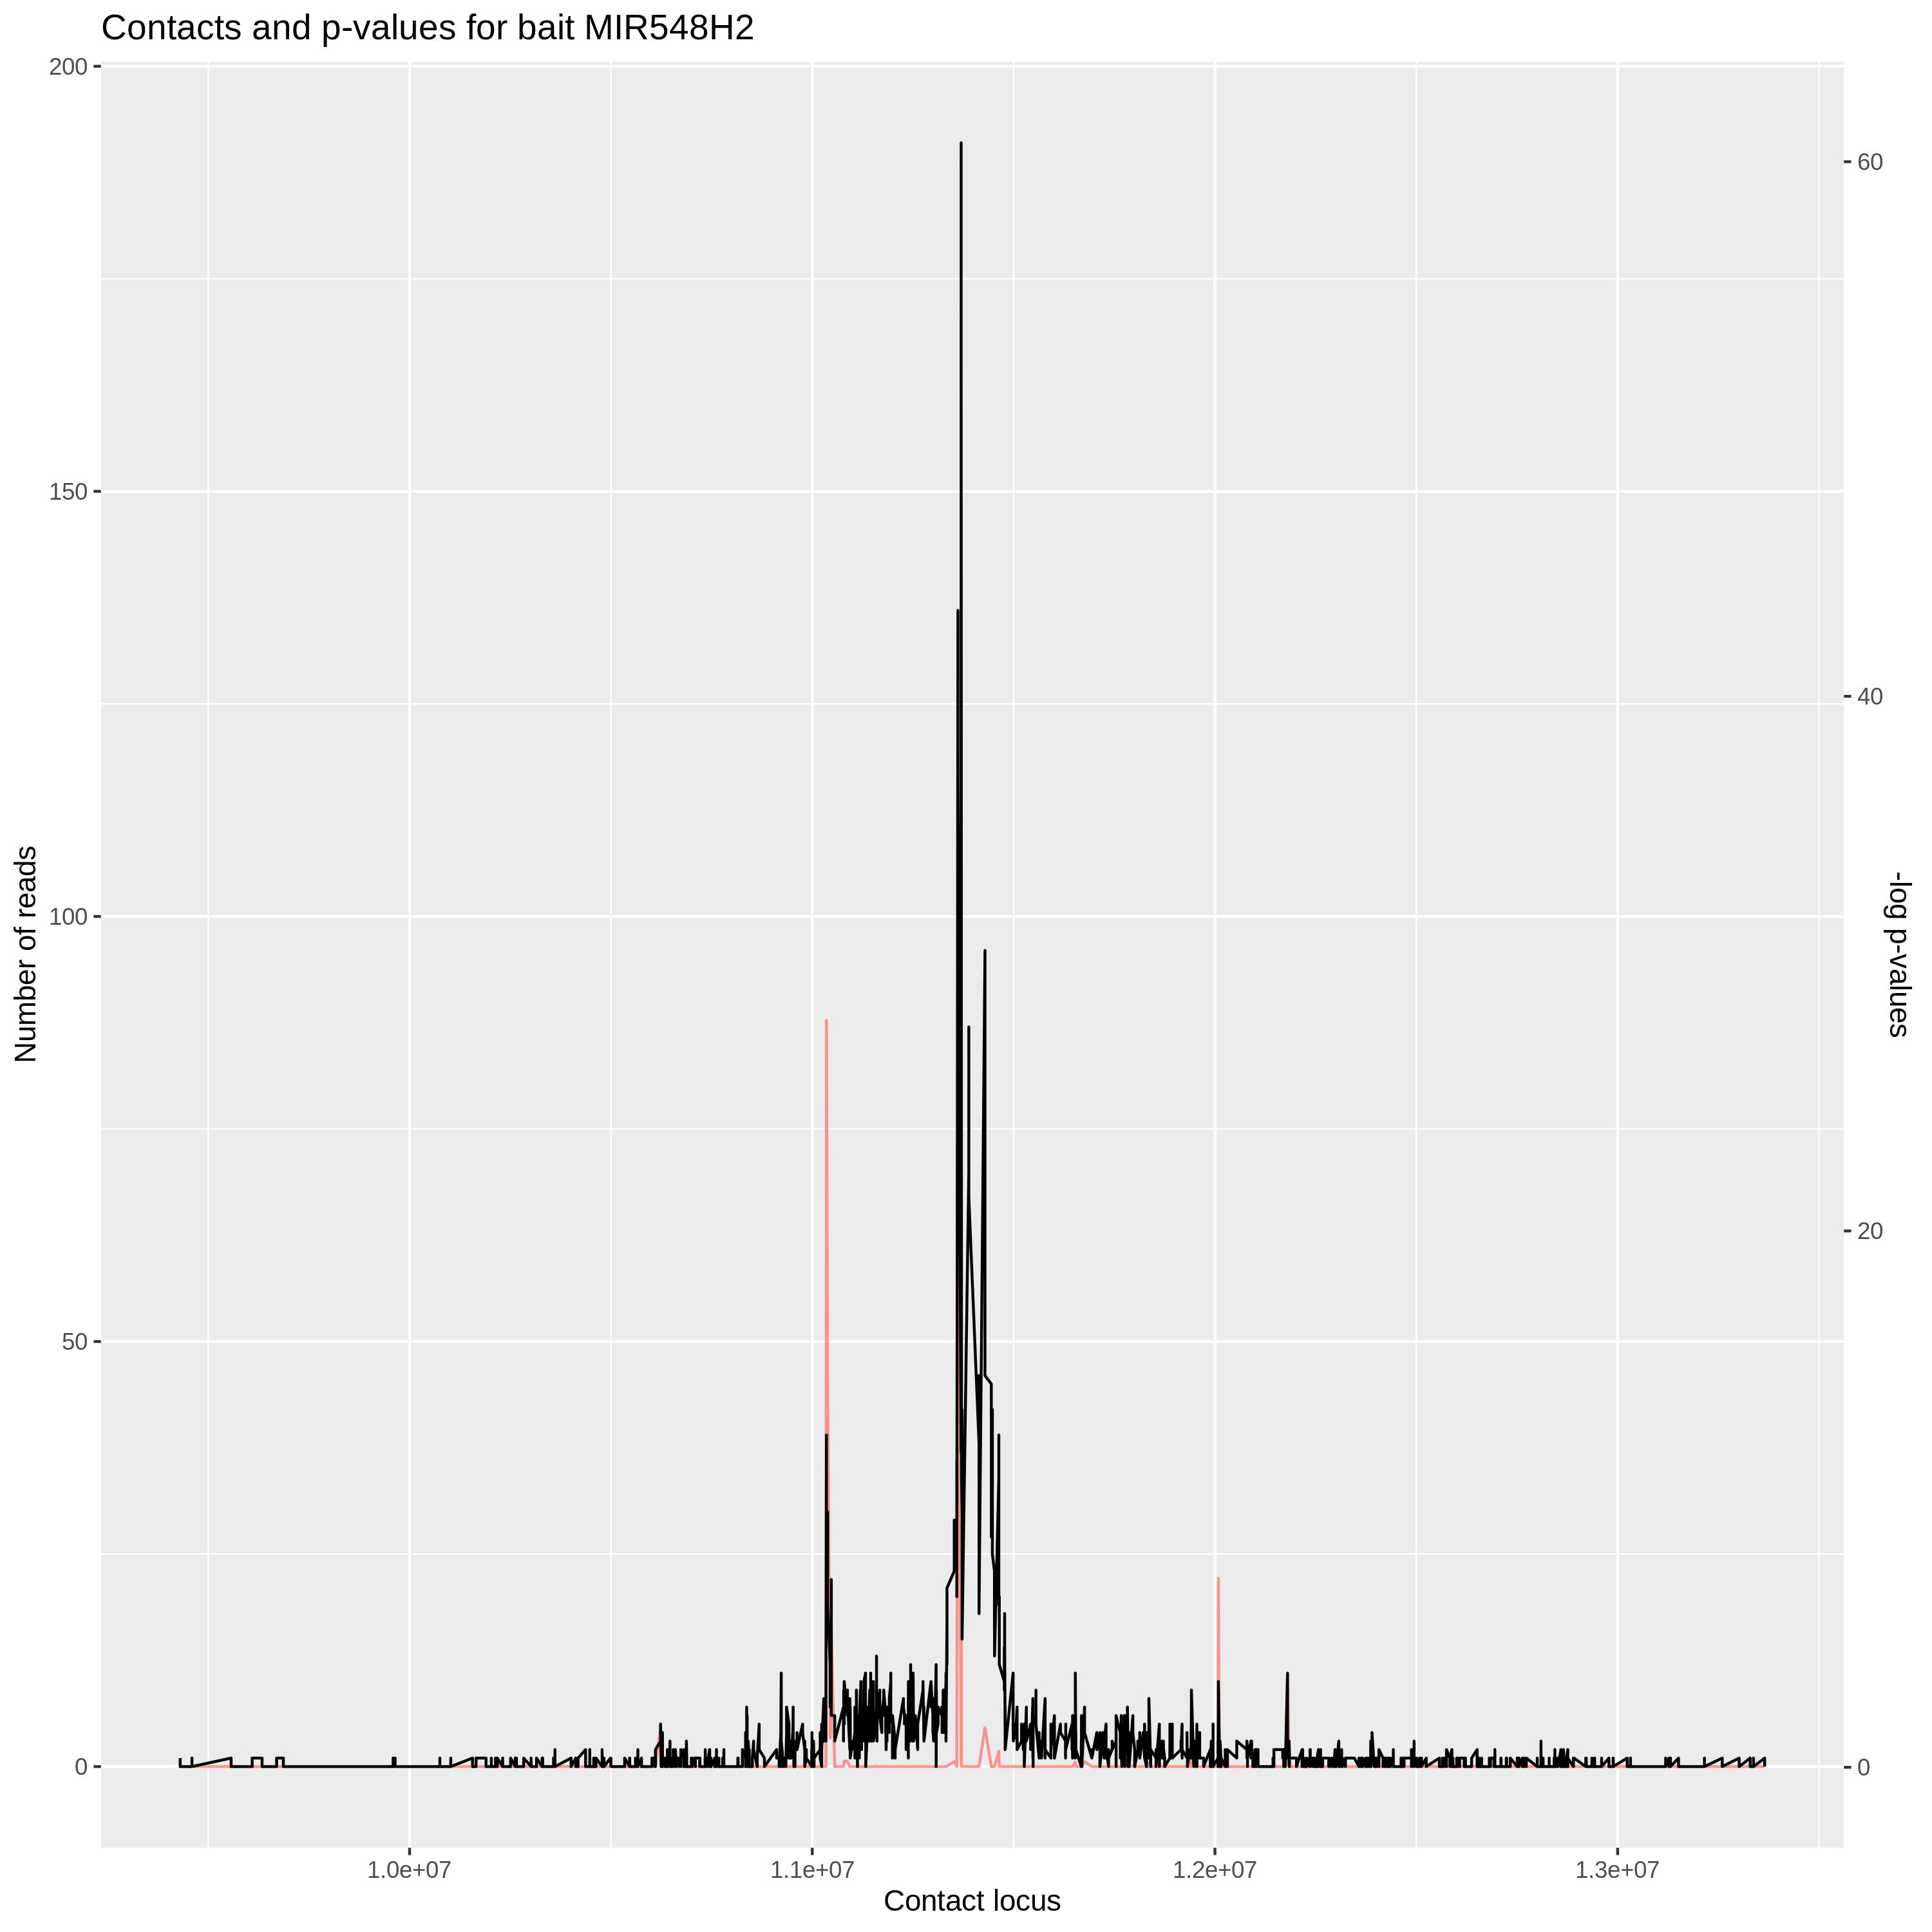 Contacts and p-values for bait MIR548H2
200
150
100
50
0
Number of reads
60
40
20
0
-log p-values
1.0e+07
1.1e+07
1.2e+07
1.3e+07
Contact locus